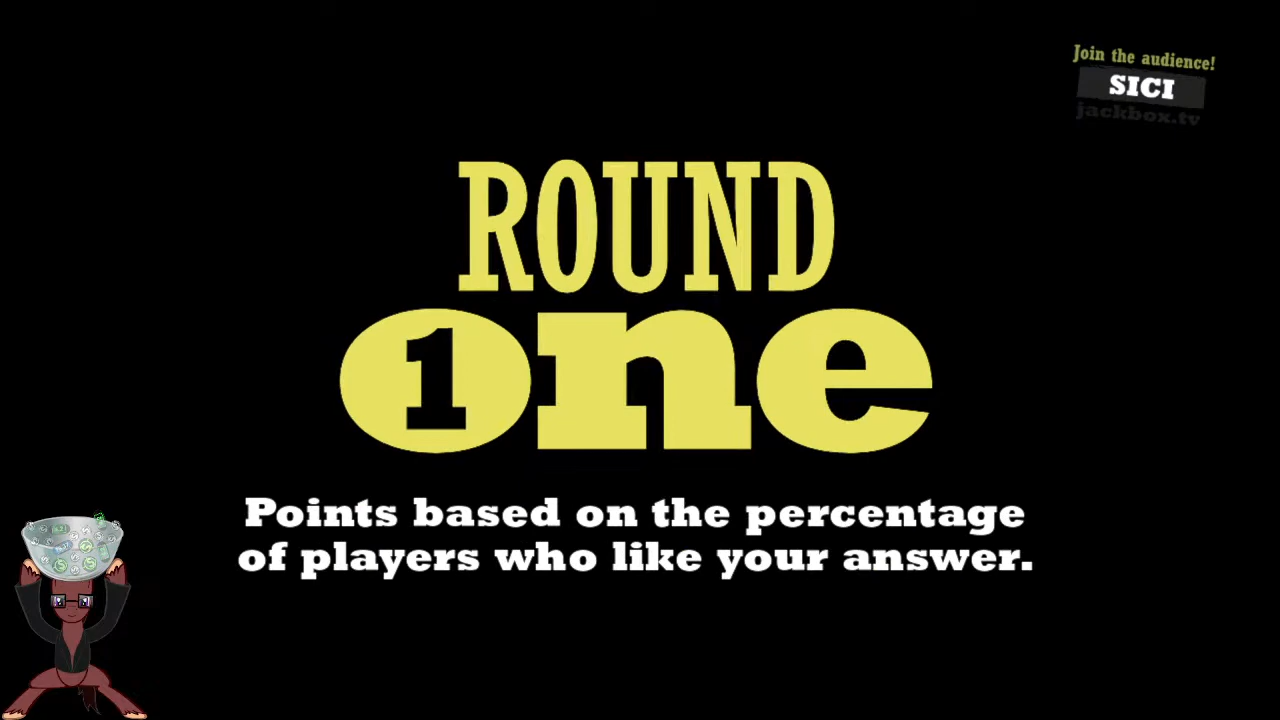 Join the audience!
SICI
jackbox.tv
ROUND
1
one
Points based on the percentage
of players who like your answer.